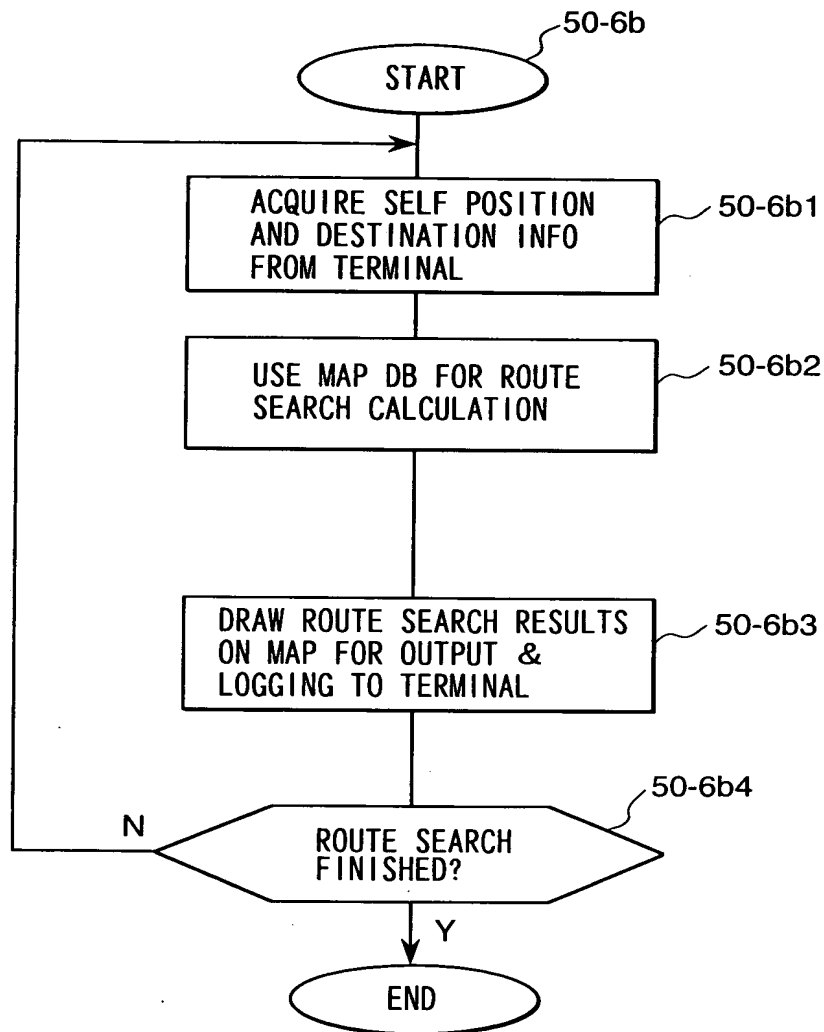 50-6b
START
ACQUIRE SELF POSITION
AND DESTINATION INFO
FROM TERMINAL
50-6b1
USE MAP DB FOR ROUTE
SEARCH CALCULATION
50-6b2
DRAW ROUTE SEARCH RESULTS
ON MAP FOR OUTPUT &
LOGGING TO TERMINAL
50-6b3
50-6b4
N
ROUTE SEARCH
FINISHED?
Y
END